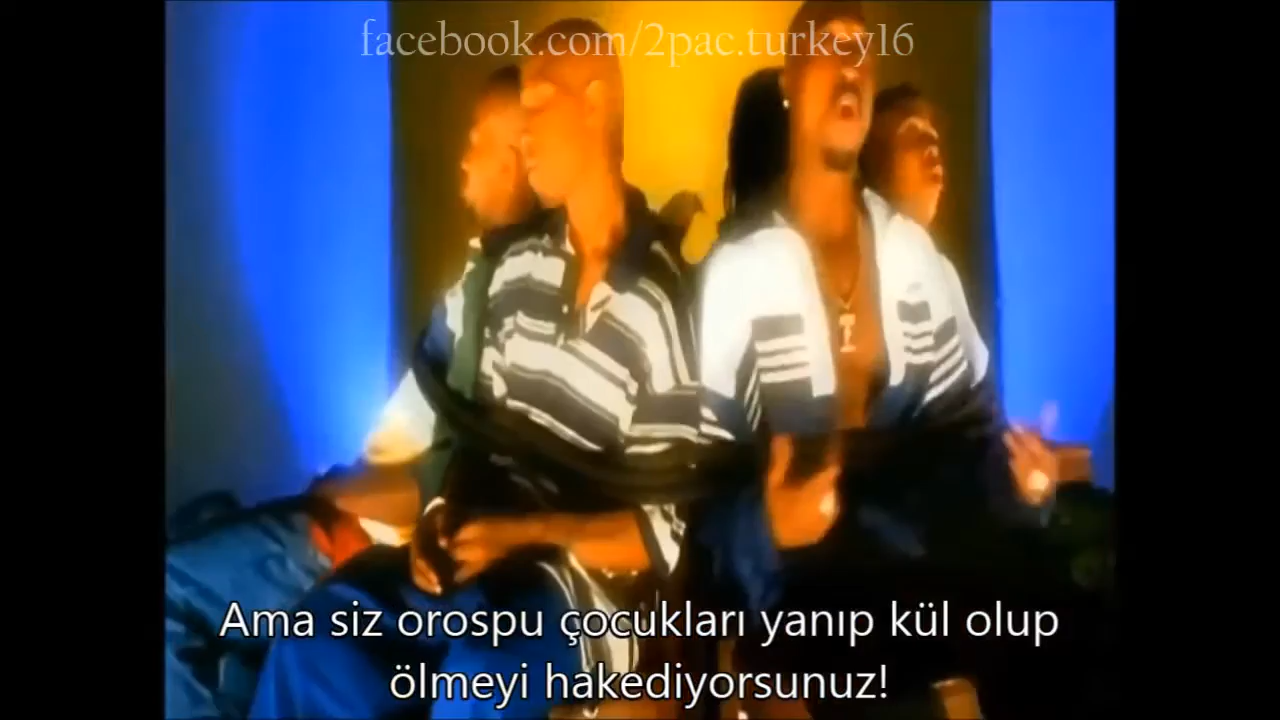 facebook.com/2pac.turkey16
Ama siz orospu çocukları yanıp kül olup
ölmeyi hakediyorsunuz!